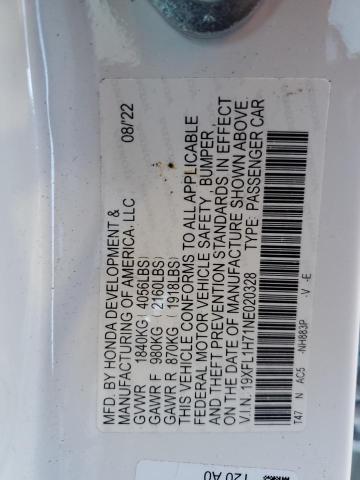 MFD. BY HONDA DEVELOPMENT &
MANUFACTURING OF AMERICA, LLC 08/22
GVWR 1840KG( 4056LBS)
GAWR F 980KG ( 2160LBS)
GAWR R 870KG ( 1918LBS)
THIS VEHICLE CONFORMS TO ALL APPLICABLE
FEDERAL MOTOR VEHICLE SAFETY , BUMPER,
AND THEFT PREVENTION STANDARDS IN EFFECT
ON THE DATE OF MANUFACTURE SHOWN ABOVE.
V.I.N. 19XFL1H71NE020328 TYPE: PASSENGER CAR
T47 N AC5 -NH883P -V -E
T20 A0